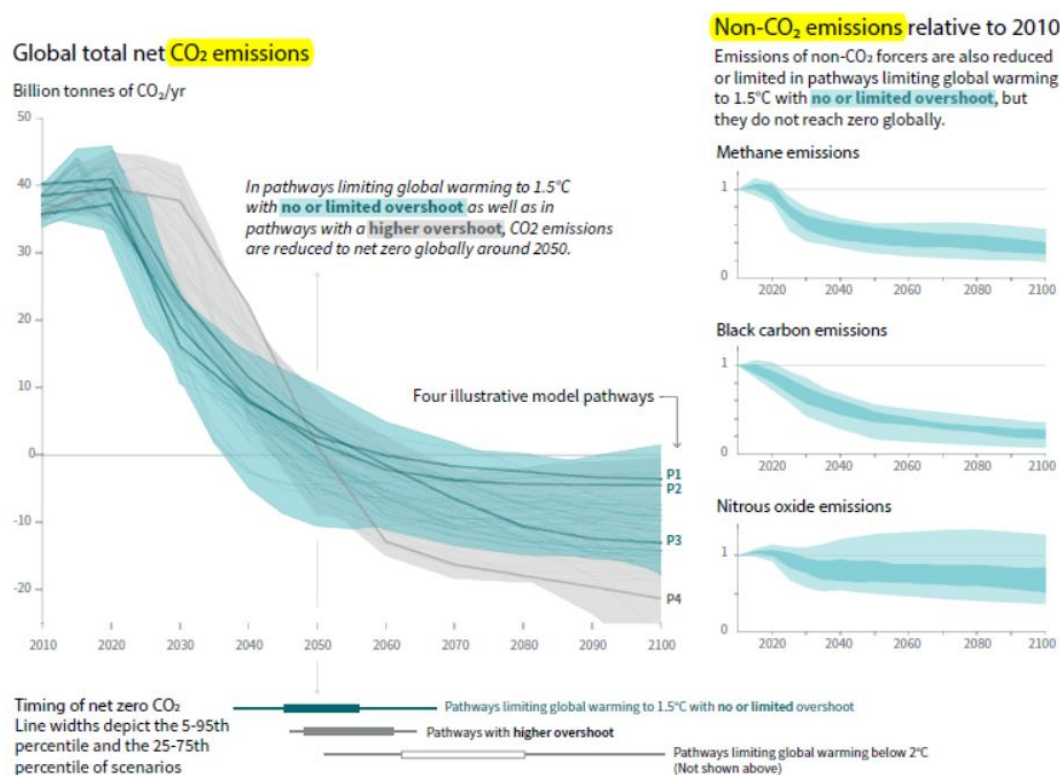 Global total net CO₂ emissions
Billion tonnes of CO₂/yr
50
40
30
20
10
0
-10
-20
2010 2020 2030 2040 2050 2060 2070 2080 2090 2100
In pathways limiting global warming to 1.5°C
with no or limited overshoot as well as in
pathways with a higher overshoot, CO2 emissions
are reduced to net zero globally around 2050.
Four illustrative model pathways
P1
P2
P3
P4
Non-CO₂ emissions relative to 2010
Emissions of non-CO₂ forcers are also reduced
or limited in pathways limiting global warming
to 1.5°C with no or limited overshoot, but
they do not reach zero globally.
Methane emissions
1
0
2020 2040 2060 2080 2100
Black carbon emissions
1
0
2020 2040 2060 2080 2100
Nitrous oxide emissions
1
0
2020 2040 2060 2080 2100
Timing of net zero CO₂
Line widths depict the 5-95th
percentile and the 25-75th
percentile of scenarios
Pathways limiting global warming to 1.5°C with no or limited overshoot
Pathways with higher overshoot
Pathways limiting global warming below 2°C
(Not shown above)